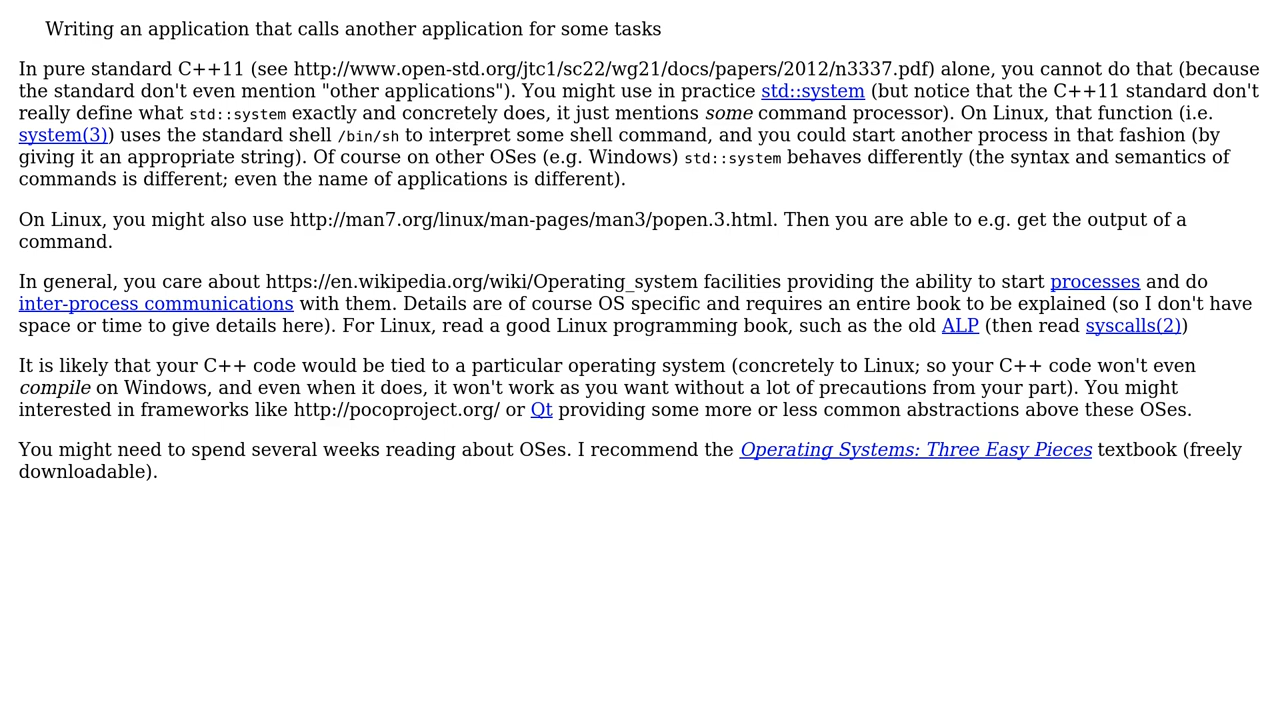 Writing an application that calls another application for some tasks
In pure standard C++11 (see http://www.open-std.org/jtc1/sc22/wg21/docs/papers/2012/n3337.pdf) alone, you cannot do that (because
the standard don't even mention "other applications"). You might use in practice std::system (but notice that the C++11 standard don't
really define what std::system exactly and concretely does, it just mentions some command processor). On Linux, that function (i.e.
system(3)) uses the standard shell /bin/sh to interpret some shell command, and you could start another process in that fashion (by
giving it an appropriate string). Of course on other OSes (e.g. Windows) std::system behaves differently (the syntax and semantics of
commands is different; even the name of applications is different).
On Linux, you might also use http://man7.org/linux/man-pages/man3/popen.3.html. Then you are able to e.g. get the output of a
command.
In general, you care about https://en.wikipedia.org/wiki/Operating_system facilities providing the ability to start processes and do
inter-process communications with them. Details are of course OS specific and requires an entire book to be explained (so I don't have
space or time to give details here). For Linux, read a good Linux programming book, such as the old ALP (then read syscalls(2))
It is likely that your C++ code would be tied to a particular operating system (concretely to Linux; so your C++ code won't even
compile on Windows, and even when it does, it won't work as you want without a lot of precautions from your part). You might
interested in frameworks like http://pocoproject.org/ or Qt providing some more or less common abstractions above these OSes.
You might need to spend several weeks reading about OSes. I recommend the Operating Systems: Three Easy Pieces textbook (freely
downloadable).